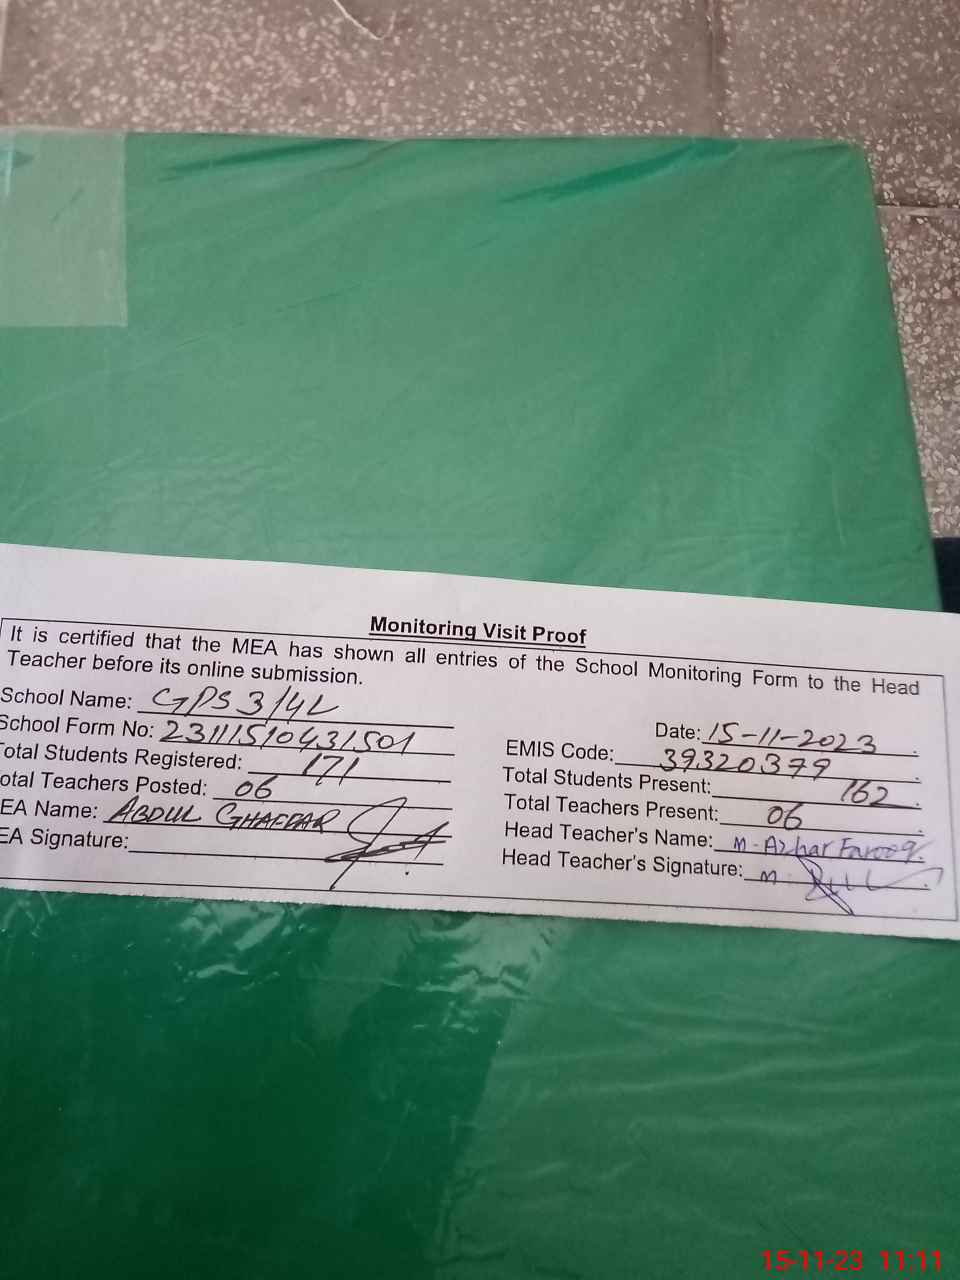 Monitoring Visit Proof
It is certified that the MEA has shown all entries of the School Monitoring Form to the Head
Teacher before its online submission.
School Name: GPS 3/4L
Date: 15-11-2023
School Form No: 23111510431501
EMIS Code: 39320379
Total Students Registered: 171
Total Students Present: 162
otal Teachers Posted: 06
Total Teachers Present: 06
EA Name: ABDUL GHAFFAR
Head Teacher's Name: M. Azhar Farooq.
EA Signature:
Head Teacher's Signature: M.
15-11-23 11:11